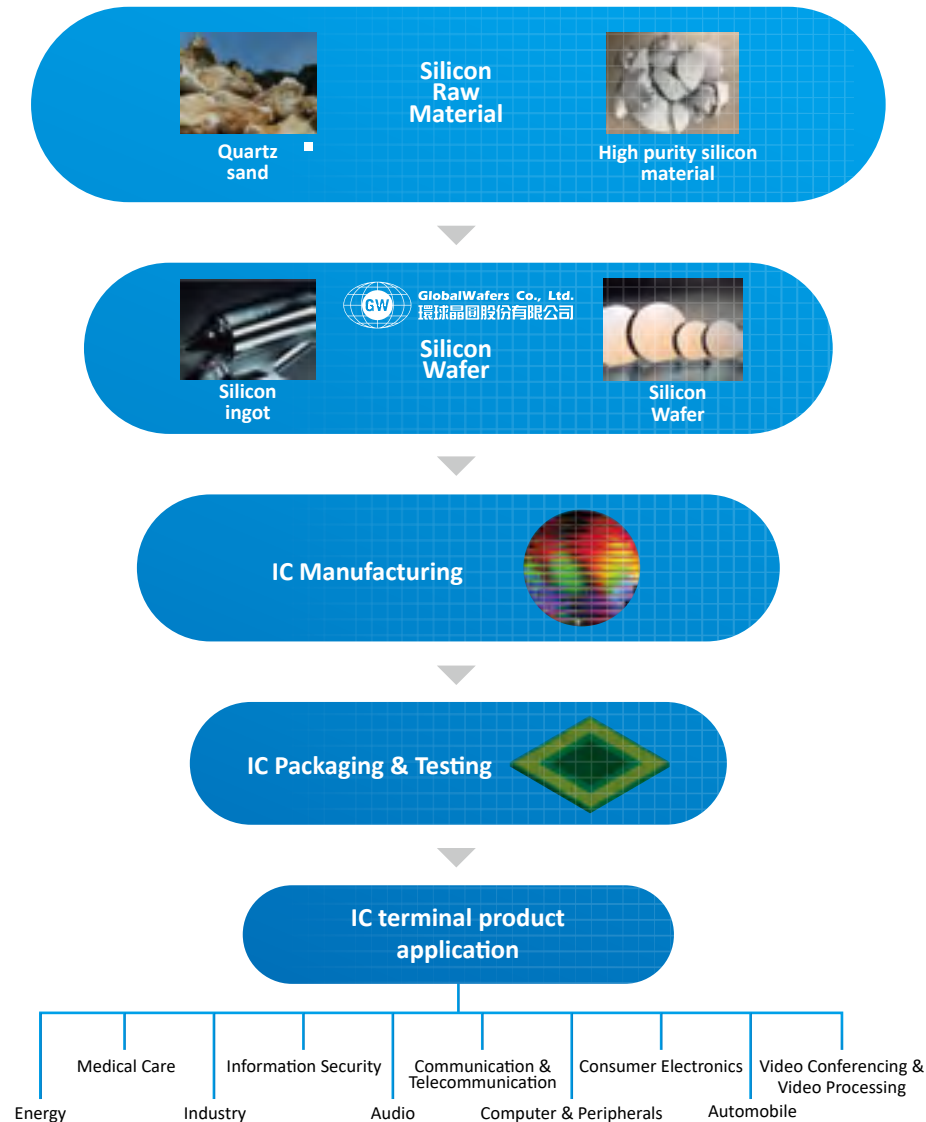 Silicon
Raw
Material
Quartz
sand
High purity silicon
material
GW
GlobalWafers Co., Ltd.
環球晶圓股份有限公司
Silicon
Wafer
Silicon
ingot
Silicon
Wafer
IC Manufacturing
IC Packaging & Testing
IC terminal product
application
Medical Care
Information Security
Communication &
Telecommunication
Consumer Electronics
Video Conferencing &
Video Processing
Energy
Industry
Audio
Computer & Peripherals
Automobile